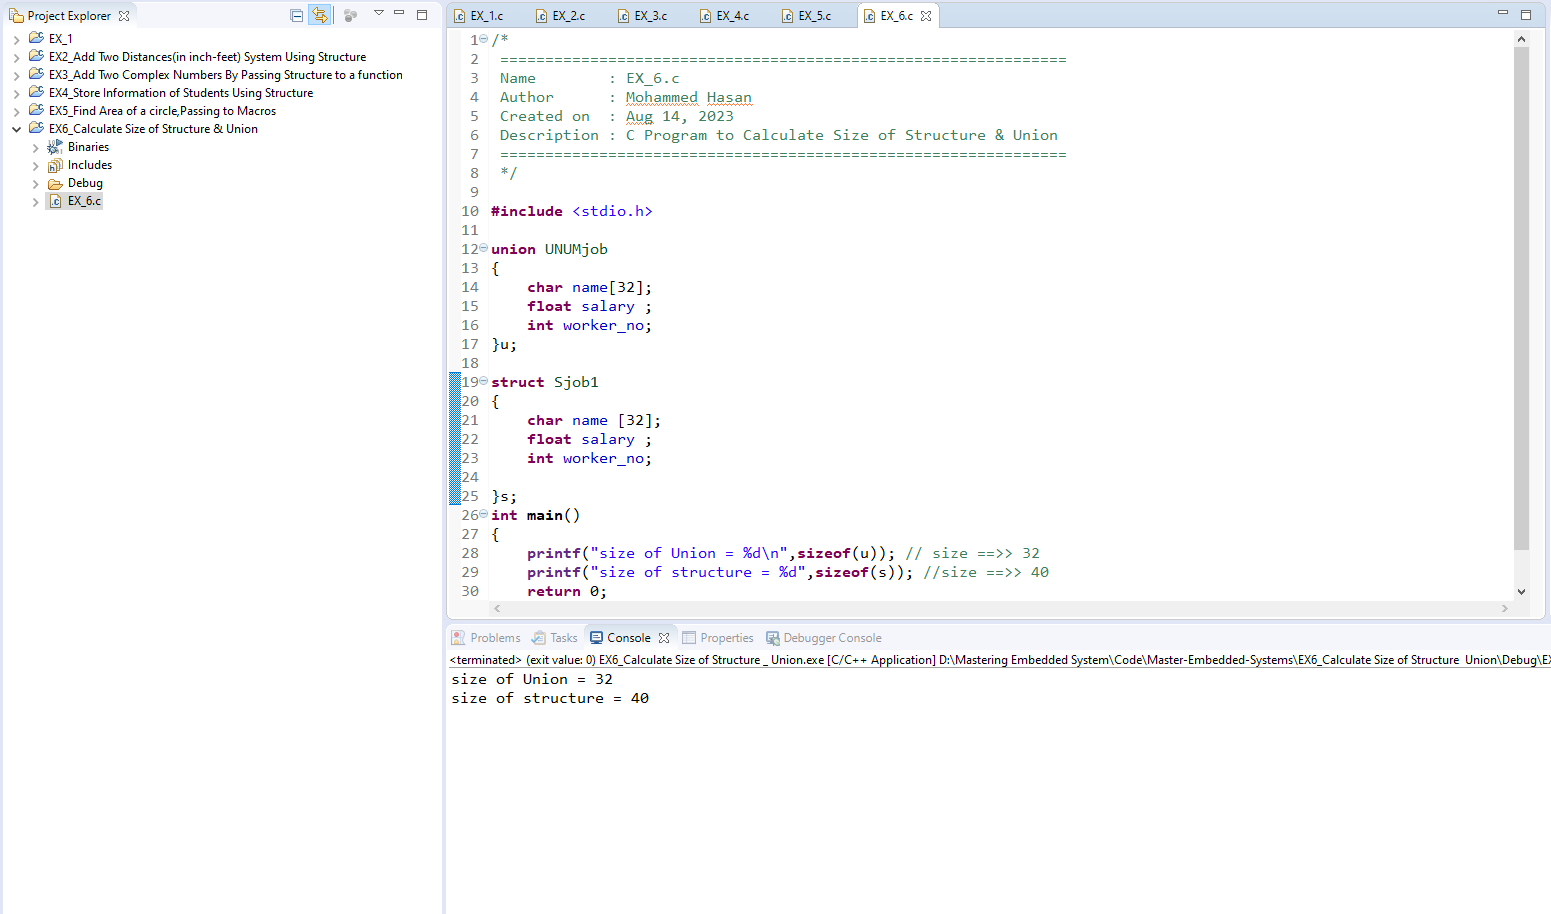 Project Explorer
EX_1
EX2_Add Two Distances(in inch-feet) System Using Structure
EX3_Add Two Complex Numbers By Passing Structure to a function
EX4_Store Information of Students Using Structure
EX5_Find Area of a circle,Passing to Macros
EX6_Calculate Size of Structure & Union
Binaries
Includes
Debug
EX_6.c
EX_1.c EX_2.c EX_3.c EX_4.c EX_5.c EX_6.c
1 /*
2 ===============================================================
3 Name        : EX_6.c
4 Author      : Mohammed Hasan
5 Created on  : Aug 14, 2023
6 Description : C Program to Calculate Size of Structure & Union
7 ===============================================================
8 */
9
10 #include <stdio.h>
11
12 union UNUMjob
13 {
14     char name[32];
15     float salary ;
16     int worker_no;
17 }u;
18
19 struct Sjob1
20 {
21     char name [32];
22     float salary ;
23     int worker_no;
24
25 }s;
26 int main()
27 {
28     printf("size of Union = %d\n",sizeof(u)); // size ==>> 32
29     printf("size of structure = %d",sizeof(s)); //size ==>> 40
30     return 0;
Problems Tasks Console Properties Debugger Console
<terminated> (exit value: 0) EX6_Calculate Size of Structure _ Union.exe [C/C++ Application] D:\Mastering Embedded System\Code\Master-Embedded-Systems\EX6_Calculate Size of Structure  Union\Debug\EX
size of Union = 32
size of structure = 40